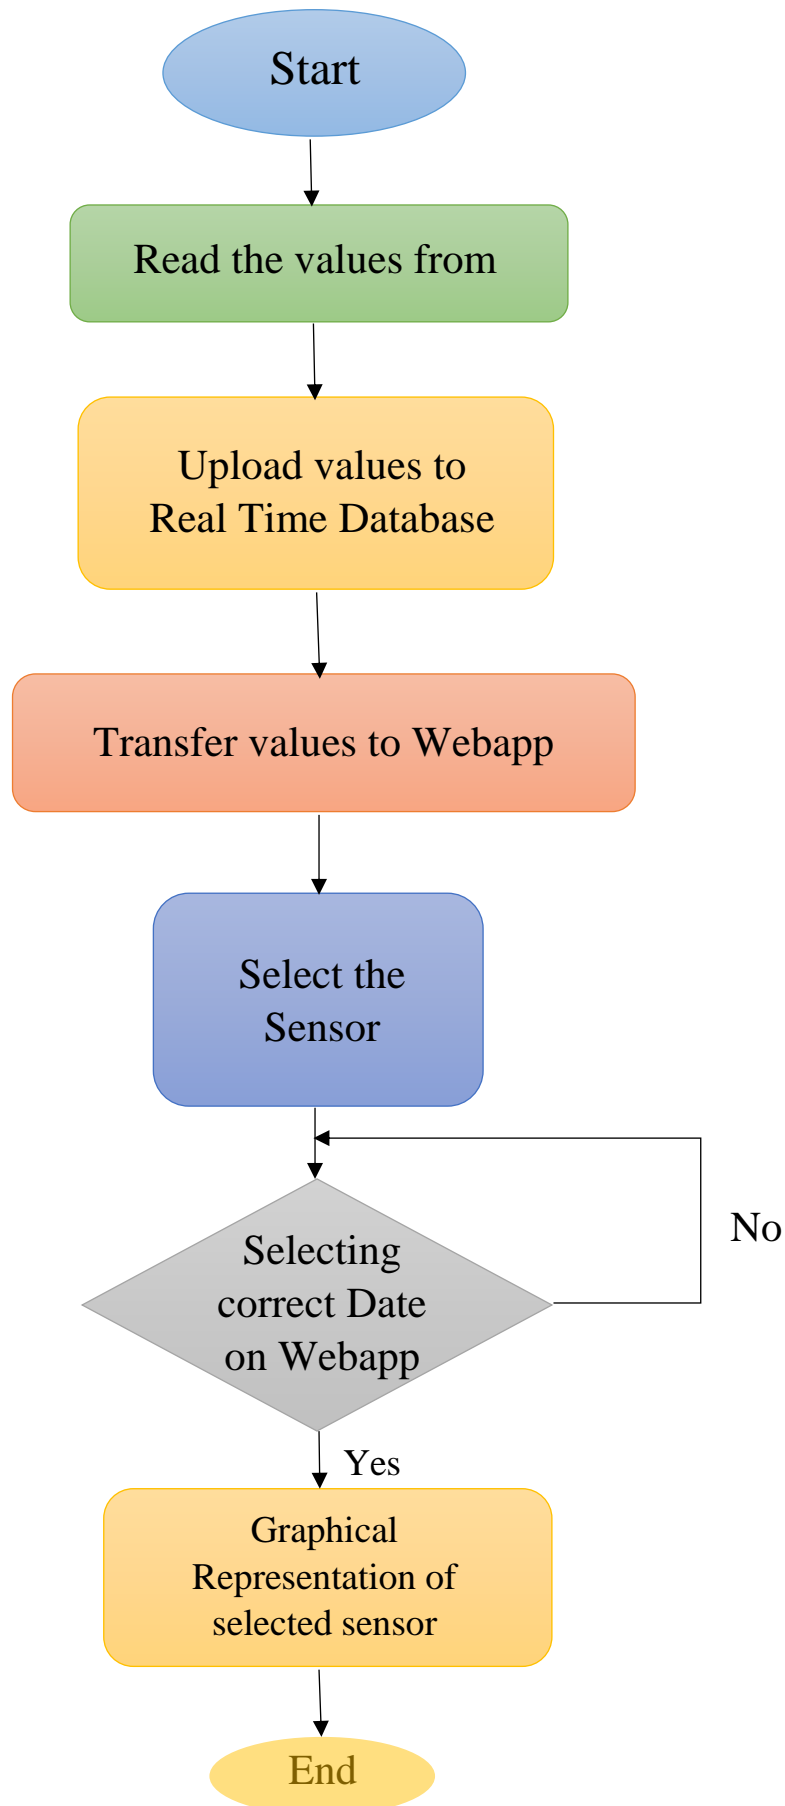 Start
Read the values from
Upload values to
Real Time Database
Transfer values to Webapp
Select the
Sensor
Selecting
correct Date
on Webapp
No
Yes
Graphical
Representation of
selected sensor
End